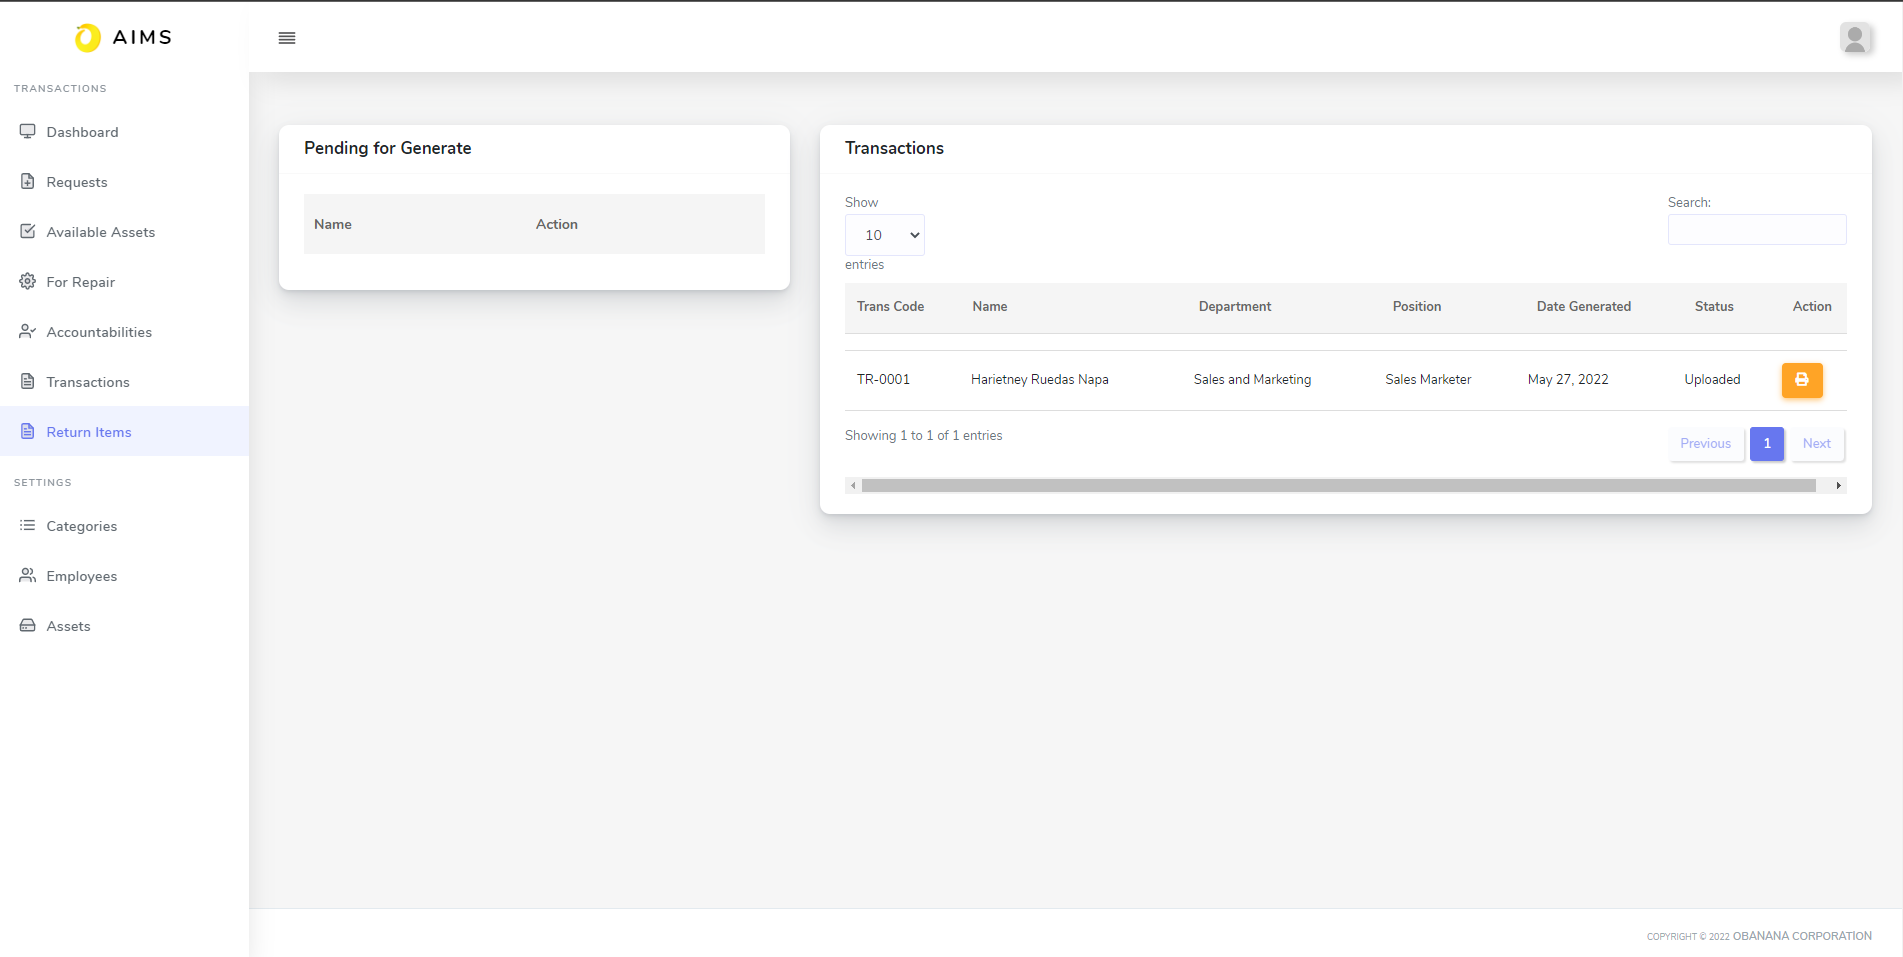 AIMS
TRANSACTIONS
Dashboard
Requests
Available Assets
For Repair
Accountabilities
Transactions
Return Items
SETTINGS
Categories
Employees
Assets
Pending for Generate
Name Action
Transactions
Show
10
entries
Search:
Trans Code Name Department Position Date Generated Status Action
TR-0001 Harietney Ruedas Napa Sales and Marketing Sales Marketer May 27, 2022 Uploaded
Showing 1 to 1 of 1 entries
Previous 1 Next
COPYRIGHT © 2022 OBANANA CORPORATION